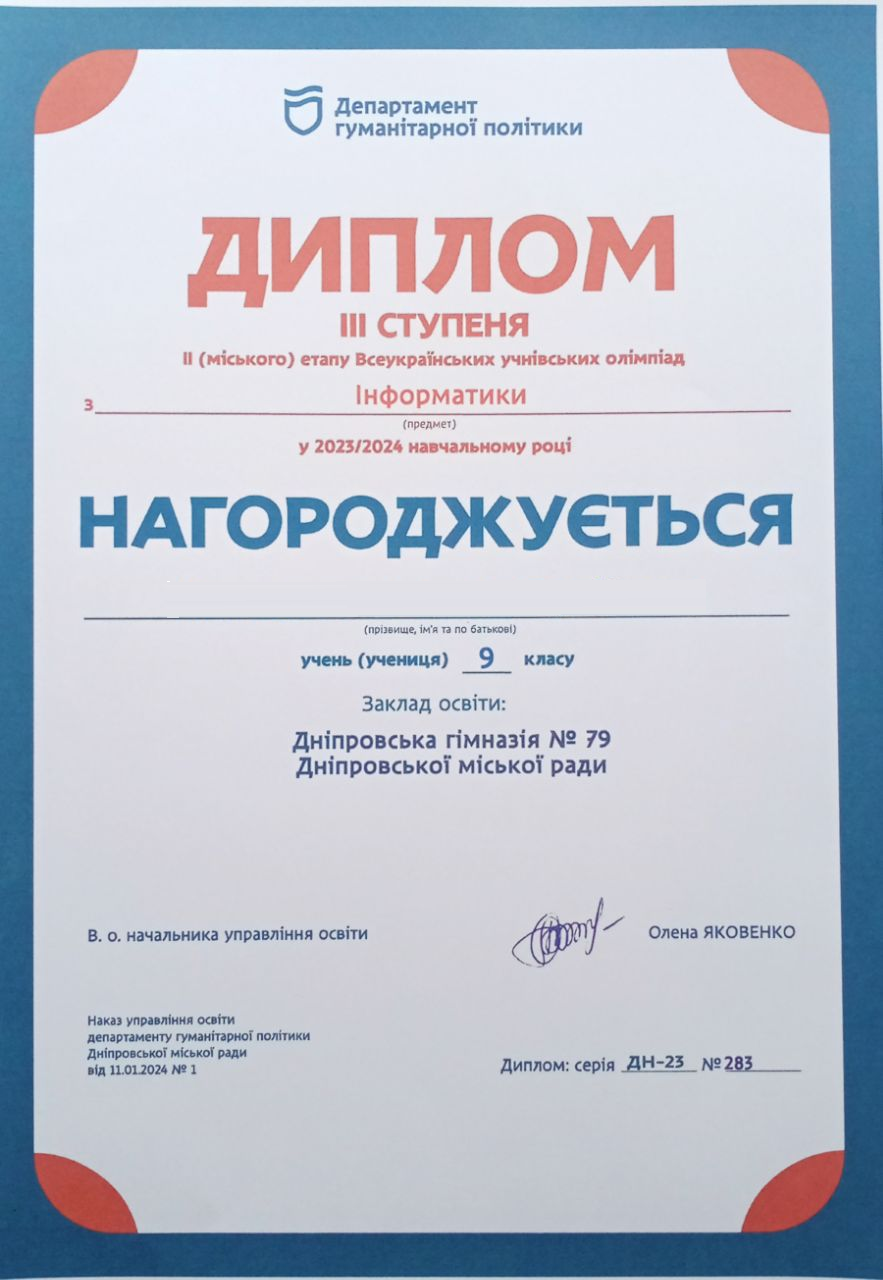 Департамент
гуманітарної політики
ДИПЛОМ
III СТУПЕНЯ
II (міського) етапу Всеукраїнських учнівських олімпіад
з Інформатики
(предмет)
у 2023/2024 навчальному році
НАГОРОДЖУЄТЬСЯ
(прізвище, ім'я та по батькові)
учень (учениця) 9 класу
Заклад освіти:
Дніпровська гімназія № 79
Дніпровської міської ради
В. о. начальника управління освіти Олена ЯКОВЕНКО
Наказ управління освіти
департаменту гуманітарної політики
Дніпровської міської ради
від 11.01.2024 № 1
Диплом: серія ДН-23 № 283